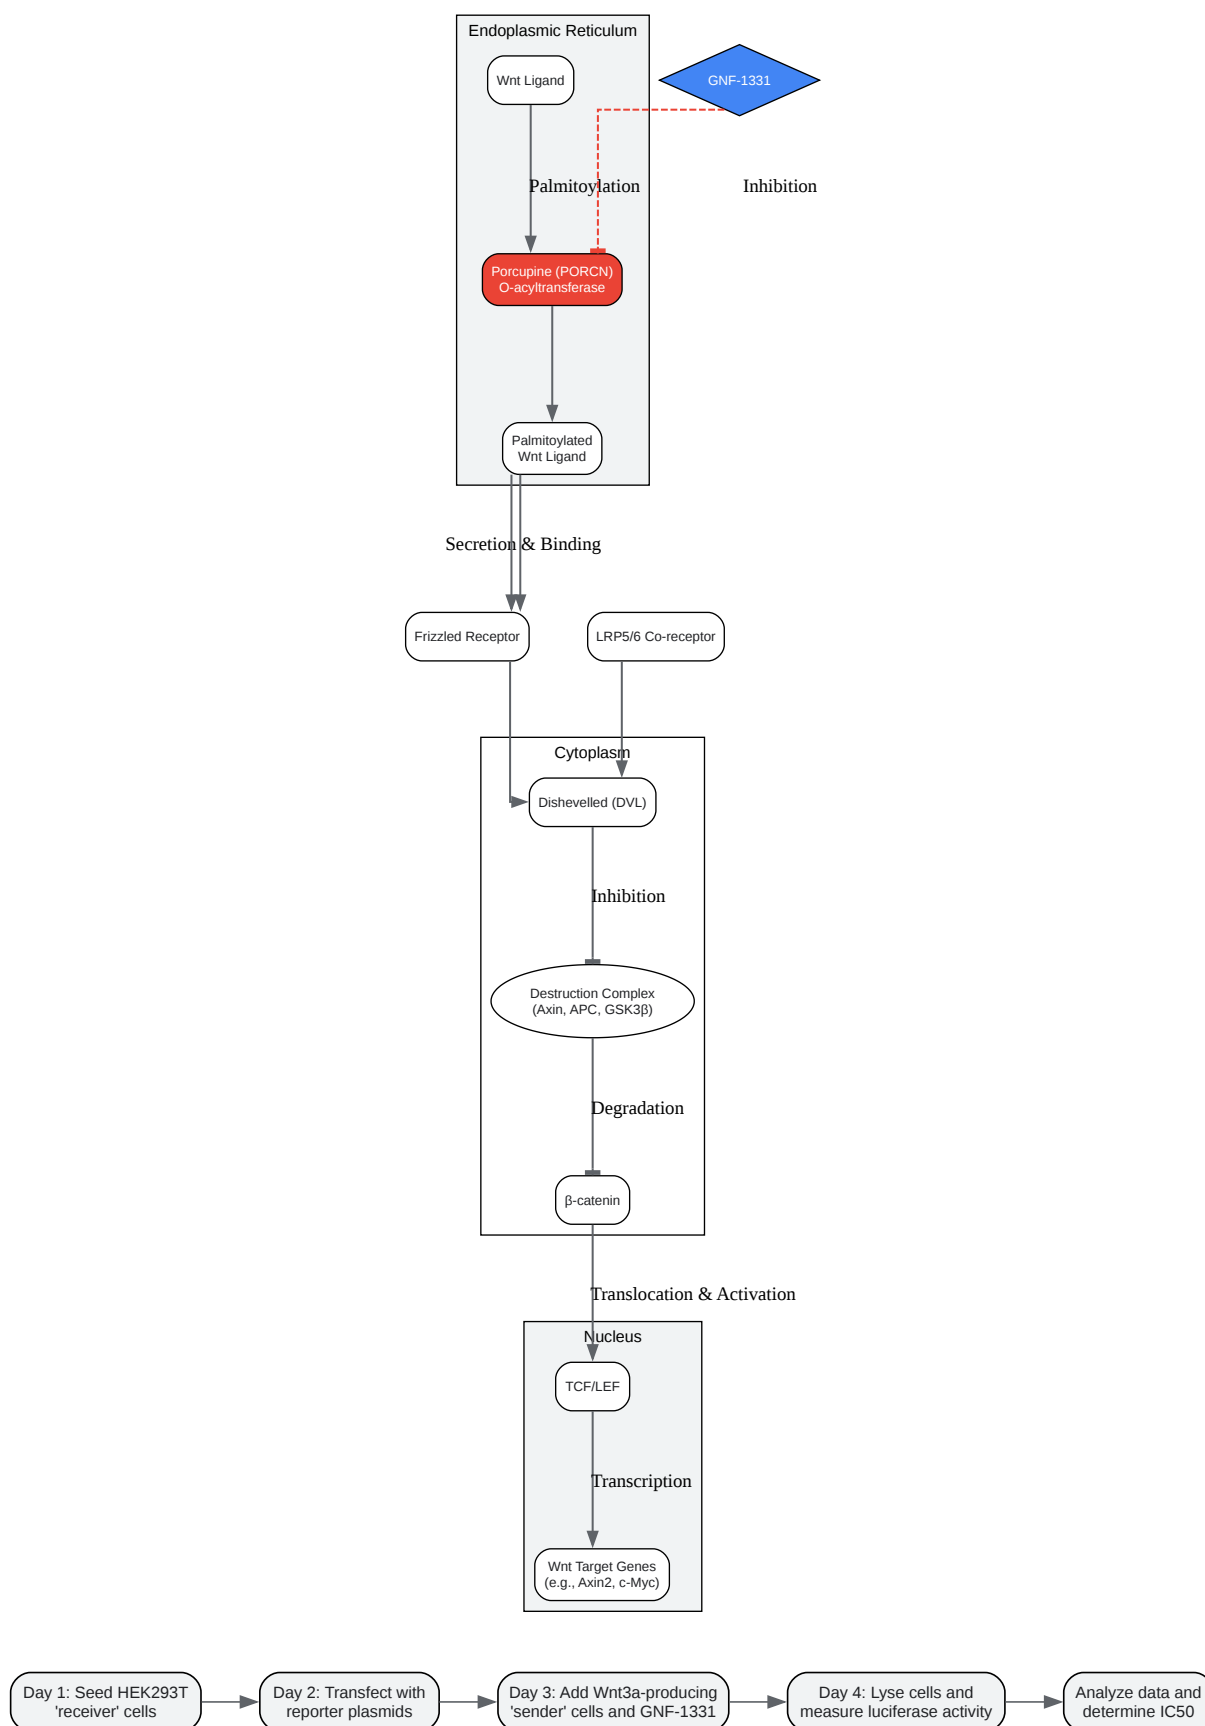 Endoplasmic Reticulum
Wnt Ligand
GNF-1331
Palmitoylation
Inhibition
Porcupine (PORCN)
O-acyltransferase
Palmitoylated
Wnt Ligand
Secretion & Binding
Frizzled Receptor
LRP5/6 Co-receptor
Cytoplasm
Dishevelled (DVL)
Inhibition
Destruction Complex
(Axin, APC, GSK3β)
Degradation
β-catenin
Translocation & Activation
Nucleus
TCF/LEF
Transcription
Wnt Target Genes
(e.g., Axin2, c-Myc)
Day 1: Seed HEK293T
'receiver' cells
Day 2: Transfect with
reporter plasmids
Day 3: Add Wnt3a-producing
'sender' cells and GNF-1331
Day 4: Lyse cells and
measure luciferase activity
Analyze data and
determine IC50